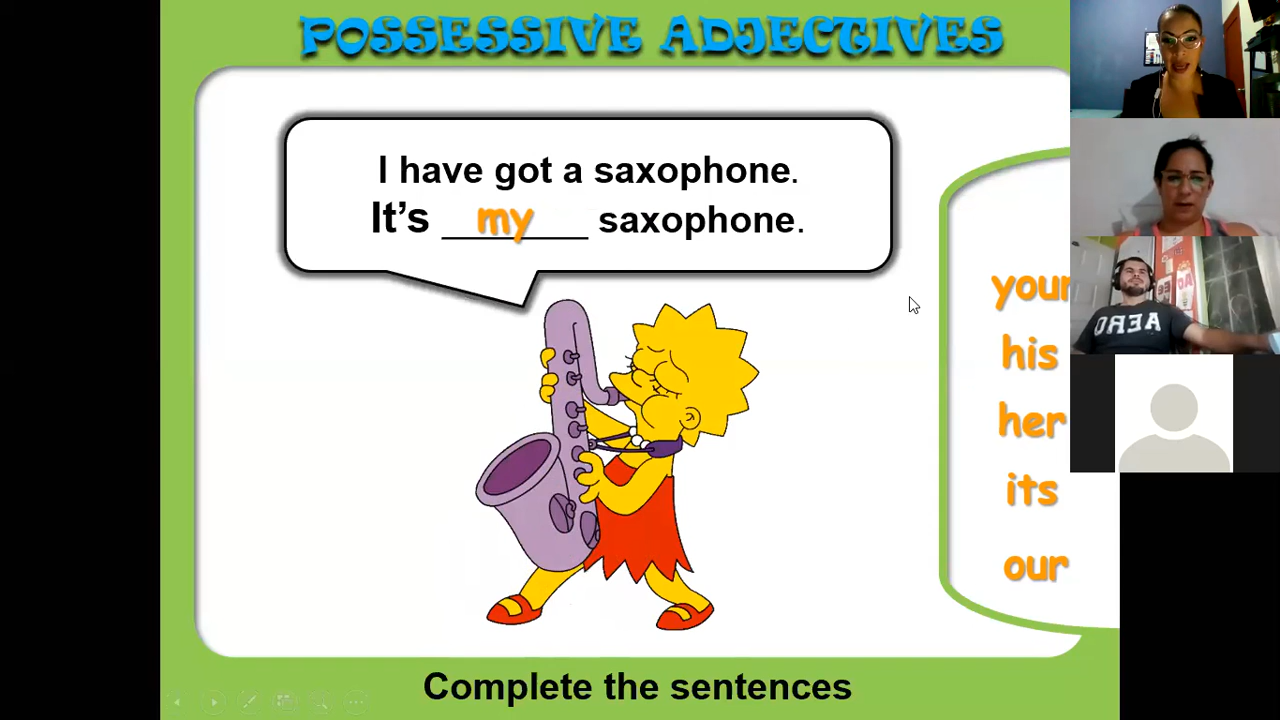 POSSESSIVE ADJECTIVES
I have got a saxophone.
It's my saxophone.
your
his
her
its
our
Complete the sentences
AERO